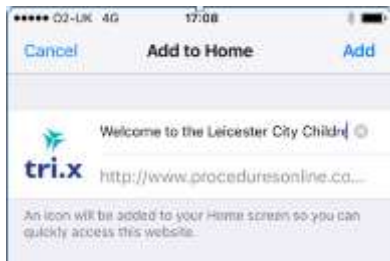 O2-UK 4G 17:08
Cancel Add to Home Add
Welcome to the Leicester City Childre
tri.x
http://www.proceduresonline.co...
An icon will be added to your Home screen so you can
quickly access this website.